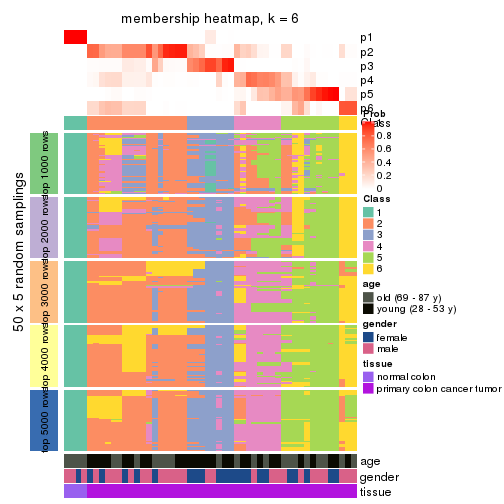 membership heatmap, k = 6
p1
p2
p3
p4
p5
p6
Class
50 x 5 random samplings
top 1000 rows
top 2000 rows
top 3000 rows
top 4000 rows
top 5000 rows
Prob
1
0.8
0.6
0.4
0.2
0
Class
1
2
3
4
5
6
age
old (69 - 87 y)
young (28 - 53 y)
gender
female
male
tissue
normal colon
primary colon cancer tumor
age
gender
tissue